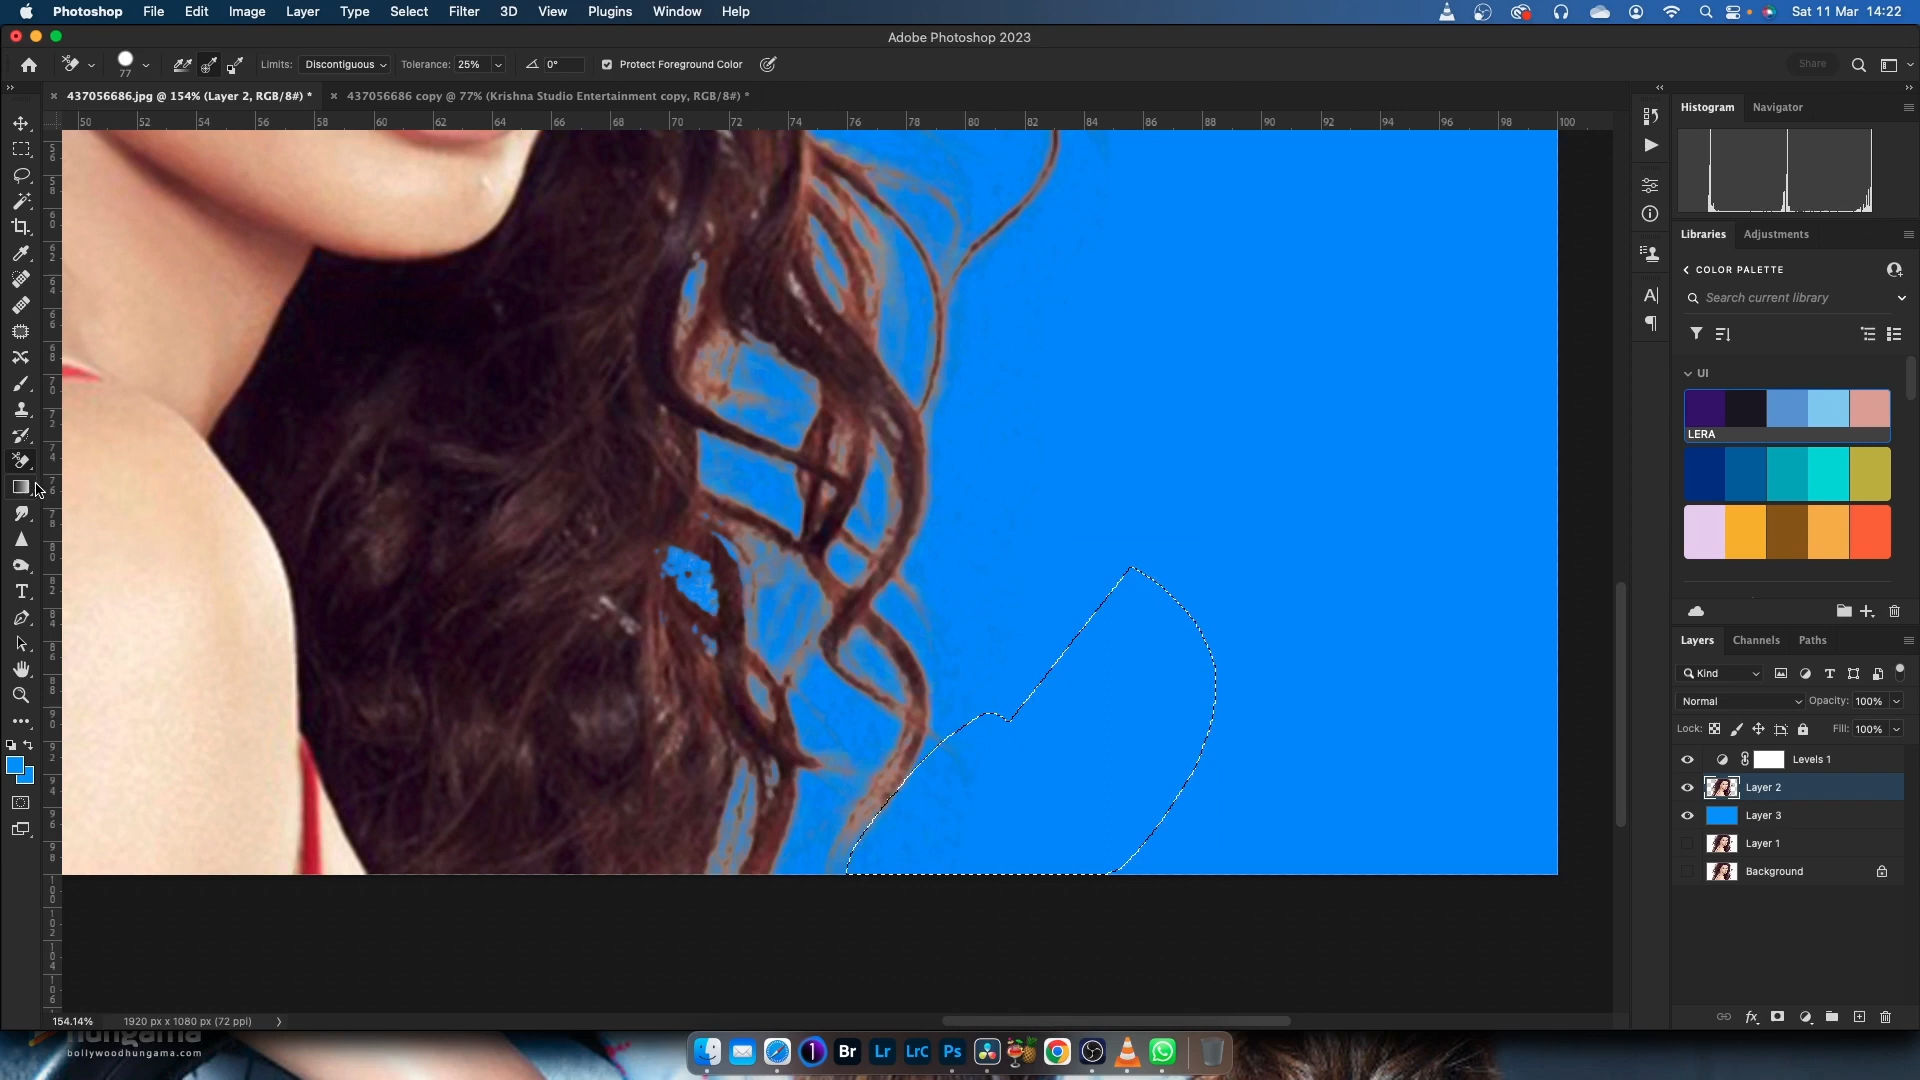 Photoshop File Edit Image Layer Type Select Filter 3D View Plugins Window Help Sat 11 Mar 14:22
Adobe Photoshop 2023
77 Limits: Discontiguous Tolerance: 25% 0° Protect Foreground Color Share
437056686.jpg @ 154% (Layer 2, RGB/8#) * 437056686 copy @ 77% (Krishna Studio Entertainment copy, RGB/8#) *
50 52 54 56 58 60 62 64 66 68 70 72 74 76 78 80 82 84 86 88 90 92 94 96 98 100
Histogram Navigator
Libraries Adjustments
COLOR PALETTE
Search current library
UI
LERA
Layers Channels Paths
Kind
Normal Opacity: 100%
Lock: Fill: 100%
Levels 1
Layer 2
Layer 3
Layer 1
Background
154.14% 1920 px x 1080 px (72 ppi)
hungama
bollywoodhungama.com
Br Lr LrC Ps